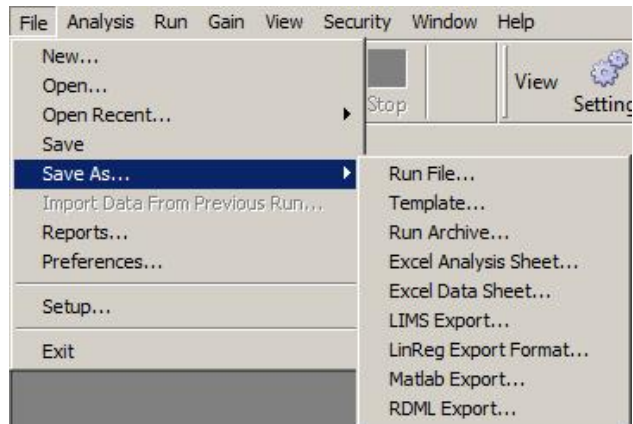 File Analysis Run Gain View Security Window Help
New...
Open...
Open Recent...
Save
Save As...
Import Data From Previous Run...
Reports...
Preferences...
Setup...
Exit
Stop
View
Setting
Run File...
Template...
Run Archive...
Excel Analysis Sheet...
Excel Data Sheet...
LIMS Export...
LinReg Export Format...
Matlab Export...
RDML Export...